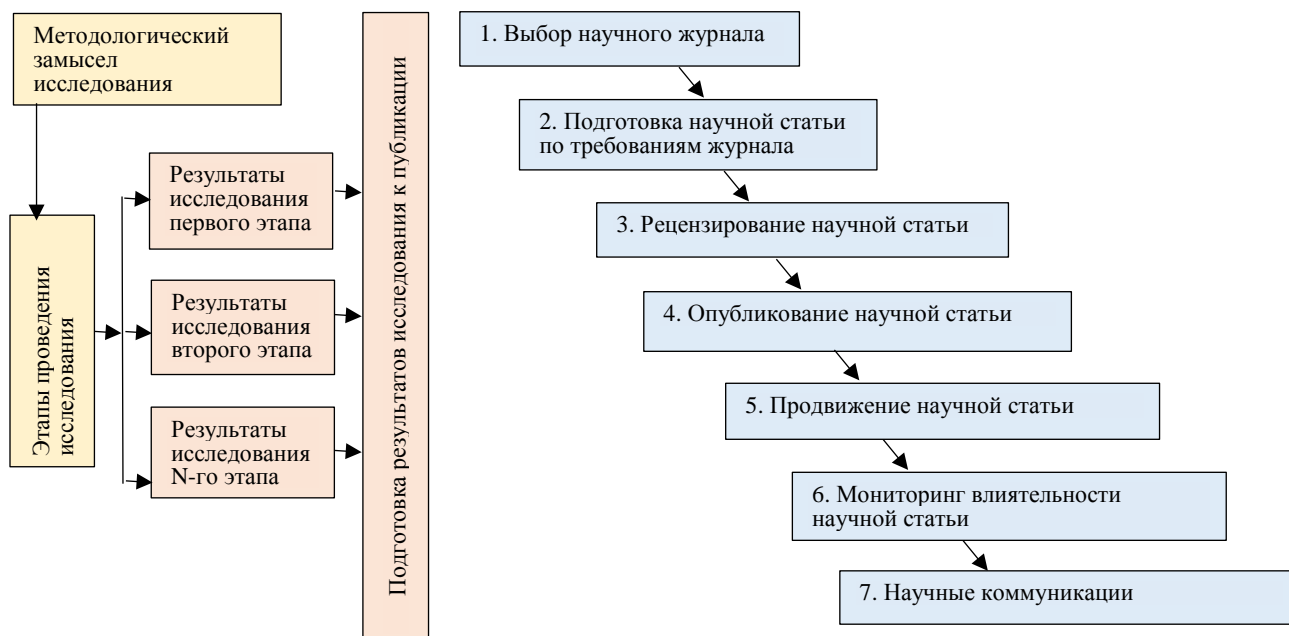 Методологический
замысел
исследования
Этапы проведения
исследования
Результаты
исследования
первого этапа
Результаты
исследования
второго этапа
Результаты
исследования
N-го этапа
Подготовка результатов исследования к публикации
1. Выбор научного журнала
2. Подготовка научной статьи
по требованиям журнала
3. Рецензирование научной статьи
4. Опубликование научной статьи
5. Продвижение научной статьи
6. Мониторинг влиятельности
научной статьи
7. Научные коммуникации